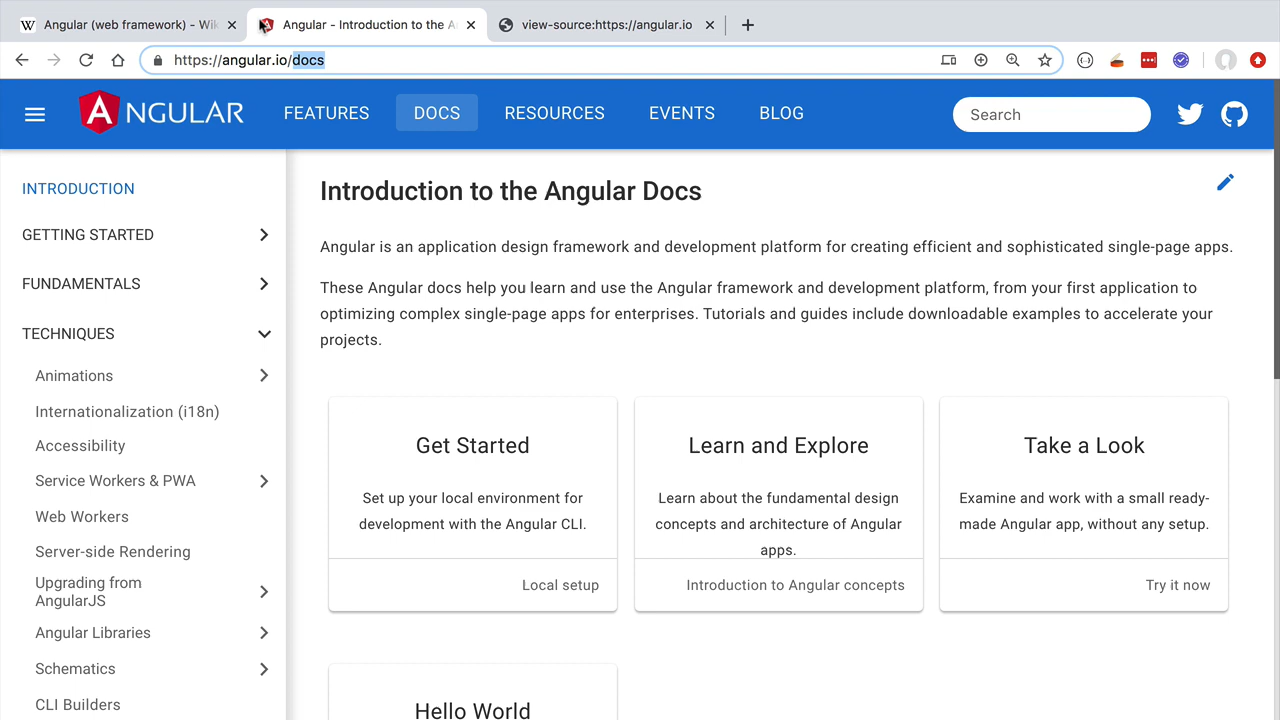 Angular (web framework) - Wik
Angular - Introduction to the A
view-source:https://angular.io
https://angular.io/docs
ANGULAR
FEATURES
DOCS
RESOURCES
EVENTS
BLOG
Search
INTRODUCTION
GETTING STARTED
FUNDAMENTALS
TECHNIQUES
Animations
Internationalization (i18n)
Accessibility
Service Workers & PWA
Web Workers
Server-side Rendering
Upgrading from
AngularJS
Angular Libraries
Schematics
CLI Builders
Introduction to the Angular Docs
Angular is an application design framework and development platform for creating efficient and sophisticated single-page apps.
These Angular docs help you learn and use the Angular framework and development platform, from your first application to
optimizing complex single-page apps for enterprises. Tutorials and guides include downloadable examples to accelerate your
projects.
Get Started
Set up your local environment for
development with the Angular CLI.
Local setup
Learn and Explore
Learn about the fundamental design
concepts and architecture of Angular
apps.
Introduction to Angular concepts
Take a Look
Examine and work with a small ready-
made Angular app, without any setup.
Try it now
Hello World